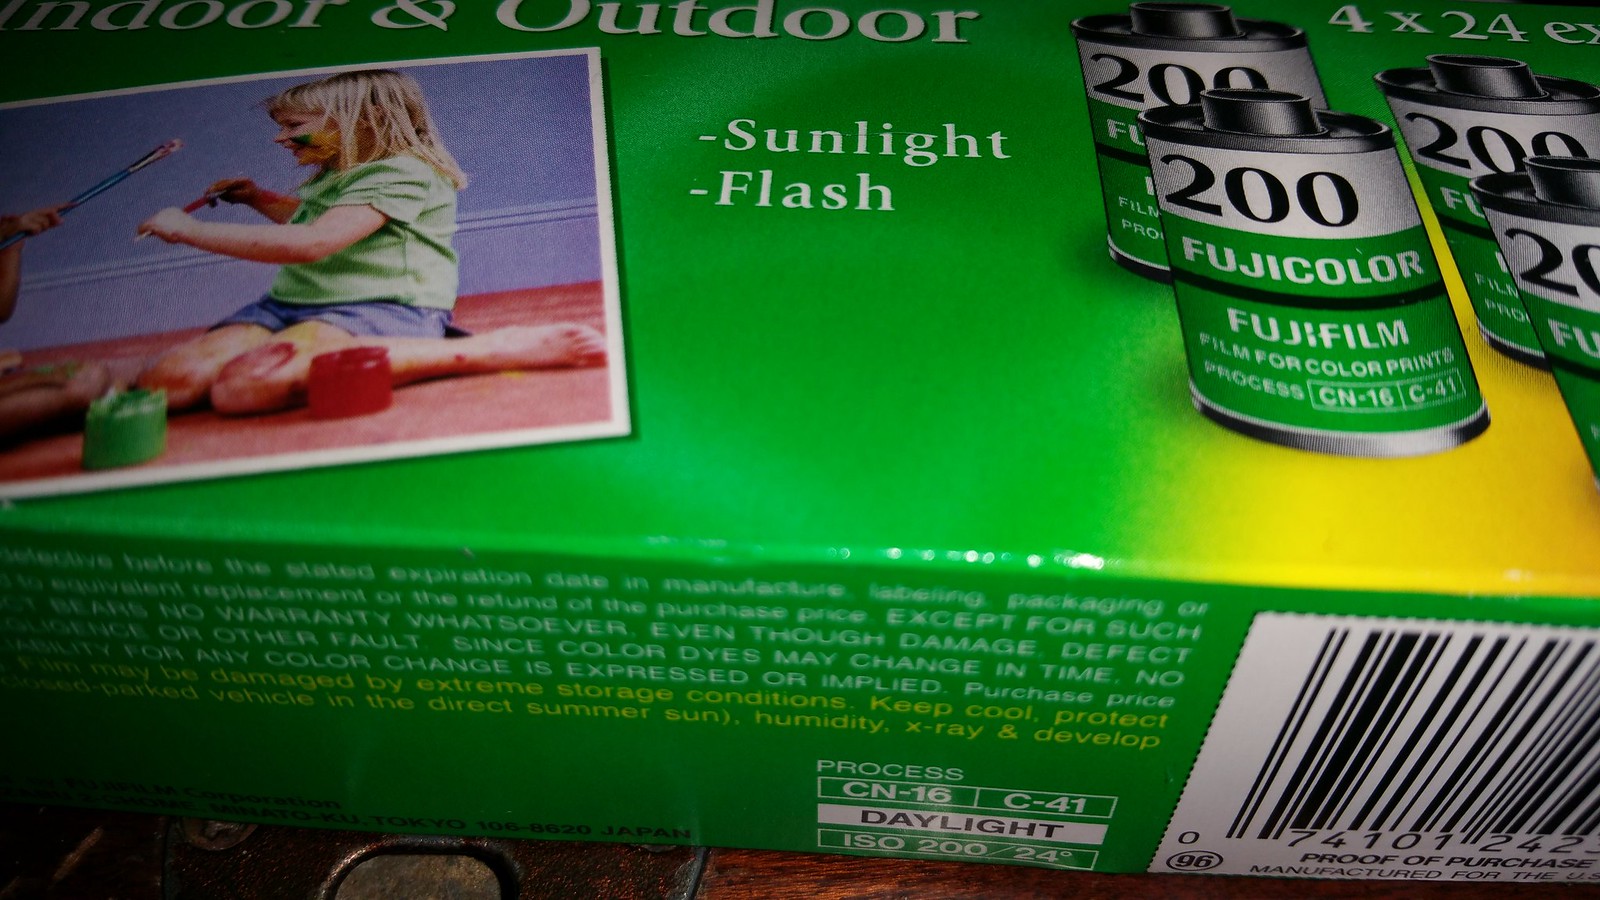 Indoor & Outdoor
4 x 24
-Sunlight
-Flash
200
200
FUJICOLOR
FUJIFILM
FILM FOR COLOR PRINTS
PROCESS CN-16 C-41
200
defective before the stated expiration date in manufacture, labeling, packaging or
to equivalent replacement or the refund of the purchase price. EXCEPT FOR SUCH
BEARS NO WARRANTY WHATSOEVER, EVEN THOUGH DAMAGE, DEFECT
OR OTHER FAULT. SINCE COLOR DYES MAY CHANGE IN TIME, NO
FOR ANY COLOR CHANGE IS EXPRESSED OR IMPLIED. Purchase price
Film may be damaged by extreme storage conditions. Keep cool, protect
closed-parked vehicle in the direct summer sun), humidity, x-ray & develop
FUJIFILM Corporation
MINATO-KU, TOKYO 106-8620 JAPAN
PROCESS
CN-16 C-41
DAYLIGHT
ISO 200/24°
0 74101 2423
96 PROOF OF PURCHASE
MANUFACTURED FOR THE U.S